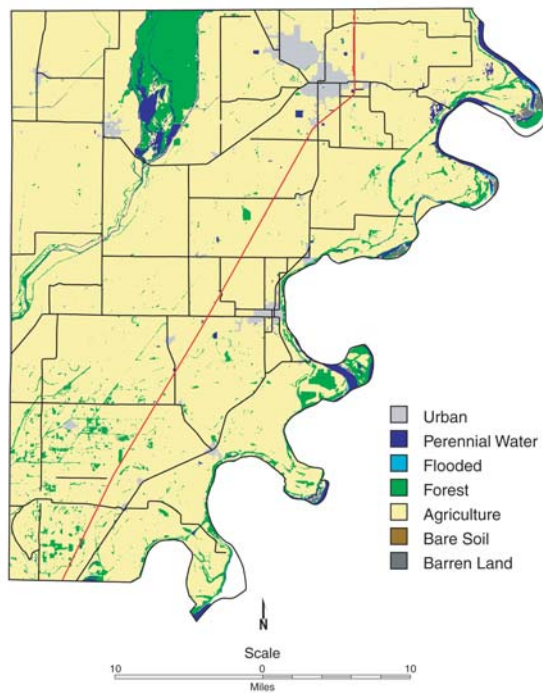 Urban
Perennial Water
Flooded
Forest
Agriculture
Bare Soil
Barren Land
N
Scale
10 0 10
Miles